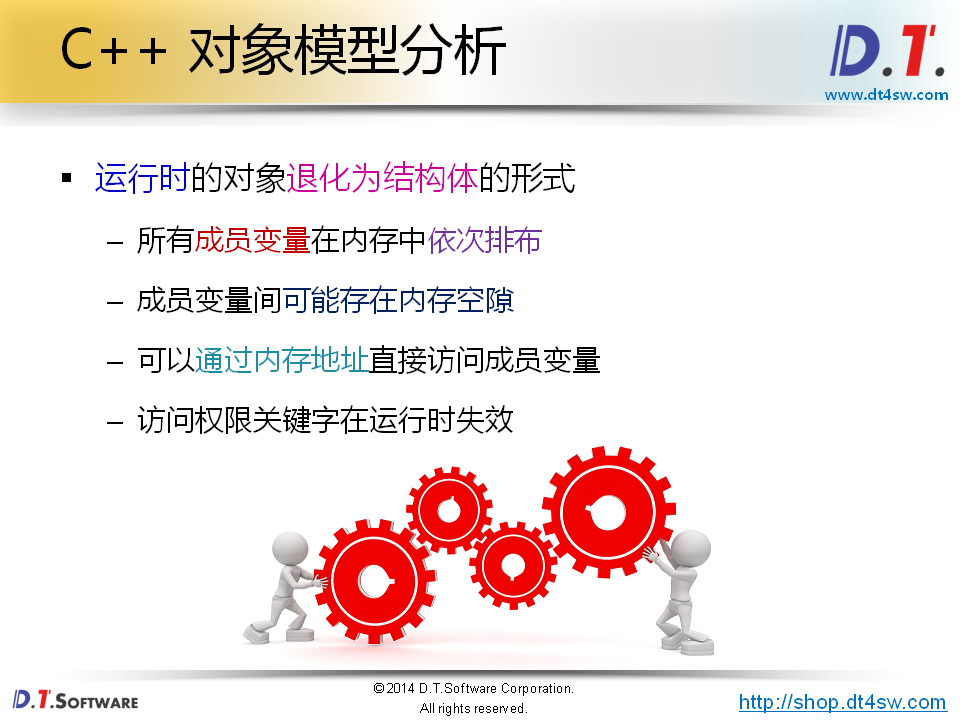 C++ 对象模型分析
D.T.
www.dt4sw.com
▪ 运行时的对象退化为结构体的形式
– 所有成员变量在内存中依次排布
– 成员变量间可能存在内存空隙
– 可以通过内存地址直接访问成员变量
– 访问权限关键字在运行时失效
D.T.SOFTWARE
©2014 D.T.Software Corporation.
All rights reserved.
http://shop.dt4sw.com